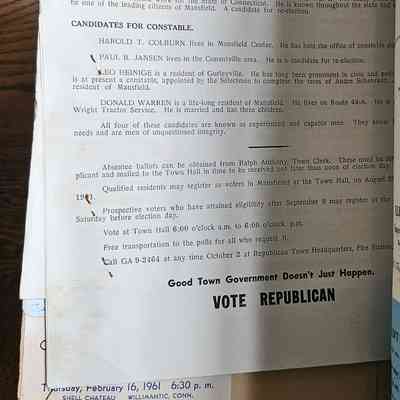 be one of the leading citizens of Mansfield. A candidate for re-election.
CANDIDATES FOR CONSTABLE.
HAROLD T. COLBURN lives in Mansfield Center. He has held the office of constable
PAUL B. JANSEN lives in the Conantville area. He is a candidate for re-election.
LEO HEINIGE is a resident of Gurleyville. He has long been prominent in civic and
is at present a constable, appointed by the Selectmen to complete the term of
resident of Mansfield.
DONALD WARREN is a life-long resident of Mansfield. He lives on Route 44A. He is
Wright Tractor Service. He is married and has three children.
All four of these candidates are known as experienced and capable men. They know
needs and are men of unquestioned integrity.
Absentee ballots can be obtained from Ralph Anthony, Town Clerk. These must be
plicant and mailed to the Town Hall in time to be received not later than noon of election day.
Qualified residents may register as voters in Mansfield at the Town Hall, on August
Prospective voters who have attained eligibility after September 9 may register at the
Saturday before election day.
Vote at Town Hall 6:00 o'clock a.m. to 6:00 o'clock p.m.
Free transportation to the polls for all who request it.
Call GA 9-2464 at any time October 2 at Republican Town Headquarters, Fire Station,
Good Town Government Doesn't Just Happen.
VOTE REPUBLICAN
Thursday, February 16, 1961 6:30 p. m.
SHELL CHATEAU WILLIMANTIC, CONN.